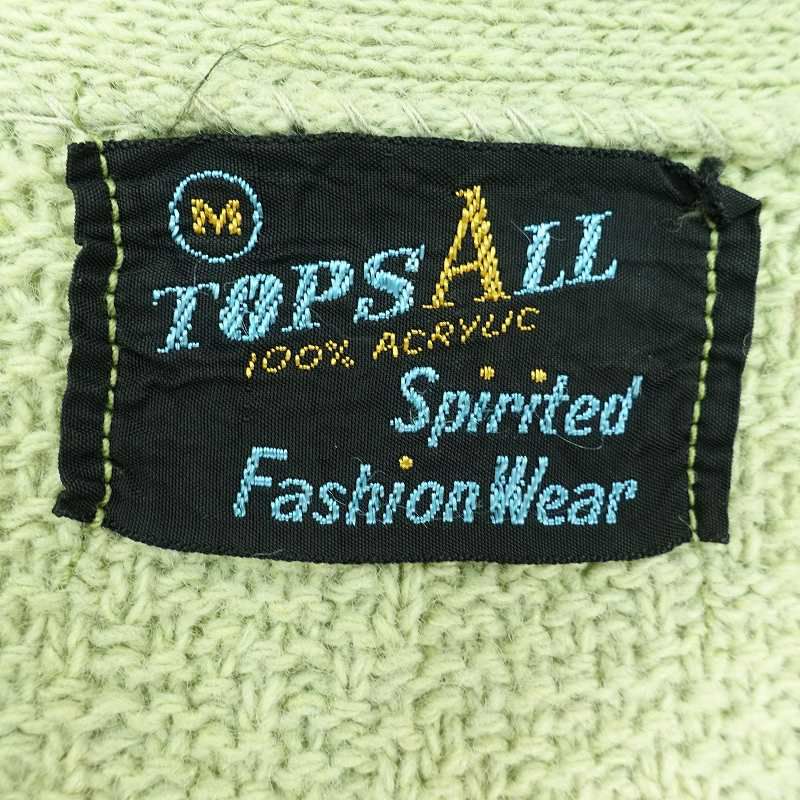 M
TOPSALL
100% ACRYLIC
Spirited
Fashion Wear